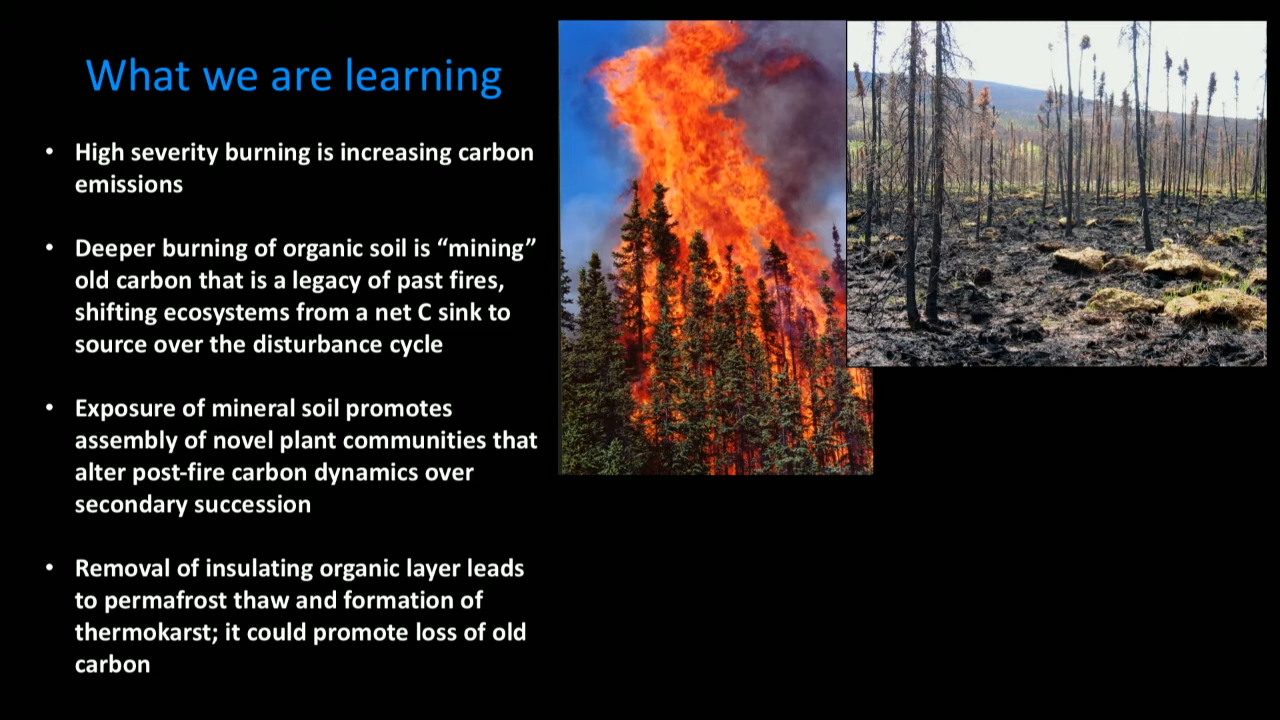 What we are learning
• High severity burning is increasing carbon
emissions
• Deeper burning of organic soil is “mining”
old carbon that is a legacy of past fires,
shifting ecosystems from a net C sink to
source over the disturbance cycle
• Exposure of mineral soil promotes
assembly of novel plant communities that
alter post-fire carbon dynamics over
secondary succession
• Removal of insulating organic layer leads
to permafrost thaw and formation of
thermokarst; it could promote loss of old
carbon